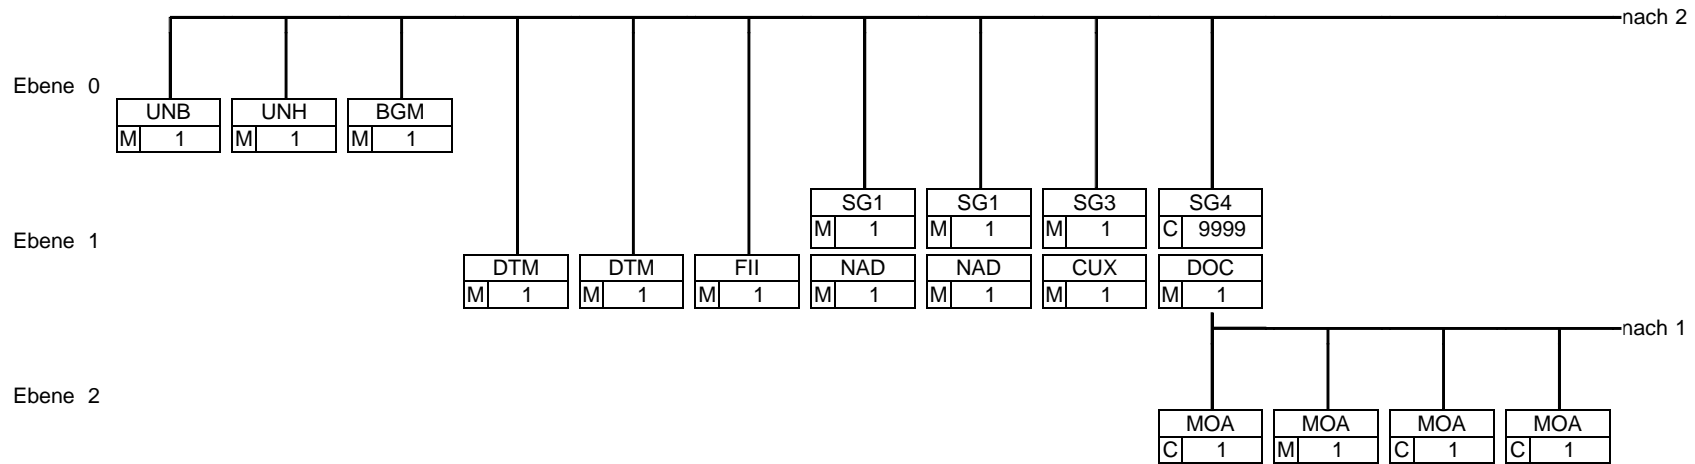 nach 2
Ebene 0
UNB UNH BGM
M 1 M 1 M 1
SG1 SG1 SG3 SG4
M 1 M 1 M 1 C 9999
Ebene 1
DTM DTM FII NAD NAD CUX DOC
M 1 M 1 M 1 M 1 M 1 M 1 M 1
nach 1
Ebene 2
MOA MOA MOA MOA
C 1 M 1 C 1 C 1